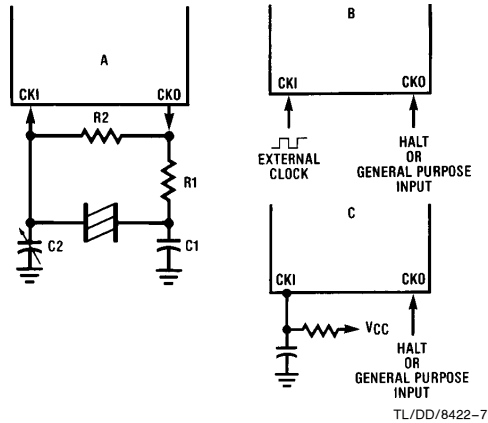 A
CKI CKO
R2
R1
C2
C1
B
CKI CKO
EXTERNAL
CLOCK
HALT
OR
GENERAL PURPOSE
INPUT
C
CKI CKO
VCC
HALT
OR
GENERAL PURPOSE
INPUT
TL/DD/8422–7